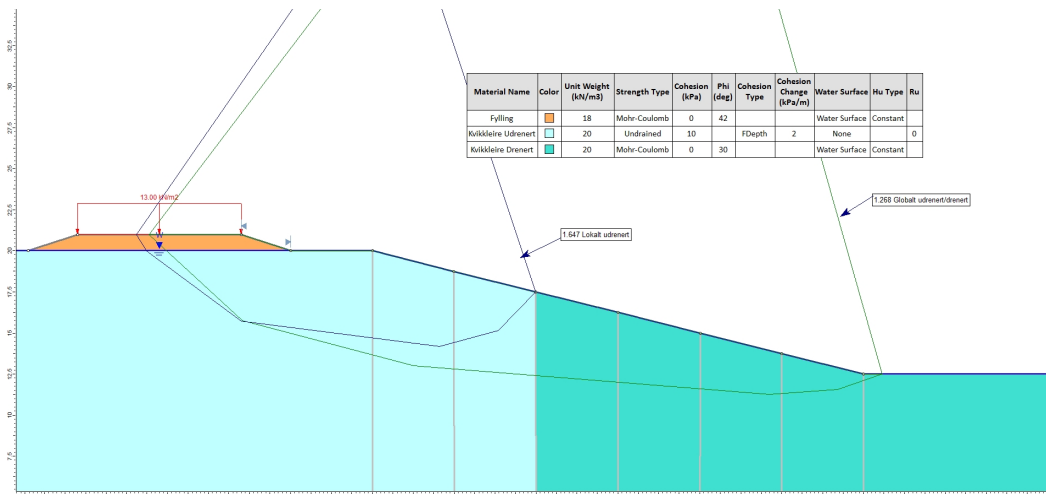 32.5
30
27.5
25
22.5
20
17.5
15
12.5
10
7.5
Material Name Color Unit Weight (kN/m3) Strength Type Cohesion (kPa) Phi (deg) Cohesion Type Cohesion Change (kPa/m) Water Surface Hu Type Ru
Fylling 18 Mohr-Coulomb 0 42 Water Surface Constant
Kvikkleire Udrenert 20 Undrained 10 FDepth 2 None 0
Kvikkleire Drenert 20 Mohr-Coulomb 0 30 Water Surface Constant
13.00 kN/m2
1.268 Globalt udrenert/drenert
1.647 Lokalt udrenert
W